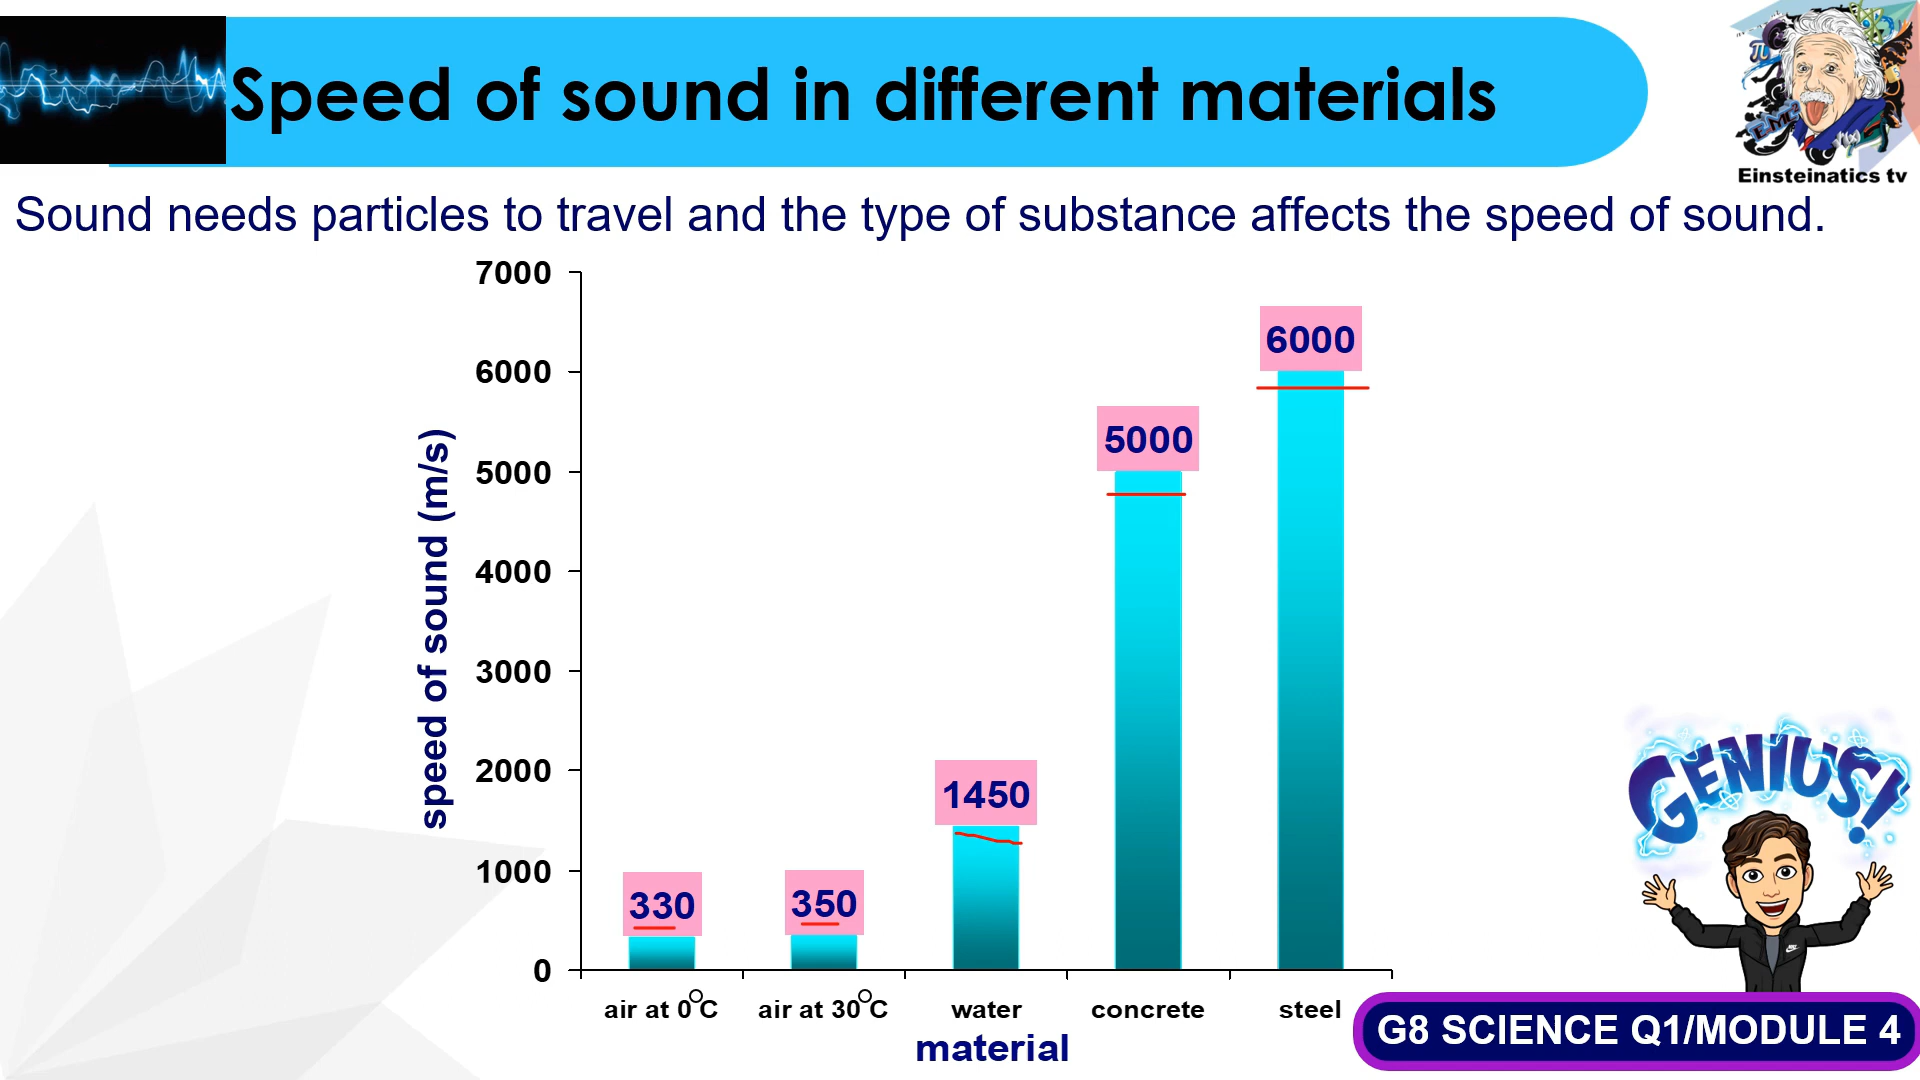 Speed of sound in different materials
Einsteinatics tv
Sound needs particles to travel and the type of substance affects the speed of sound.
speed of sound (m/s)
7000
6000
5000
4000
3000
2000
1000
0
330
350
1450
5000
6000
air at 0°C
air at 30°C
water
concrete
steel
material
GENIUS!
G8 SCIENCE Q1/MODULE 4